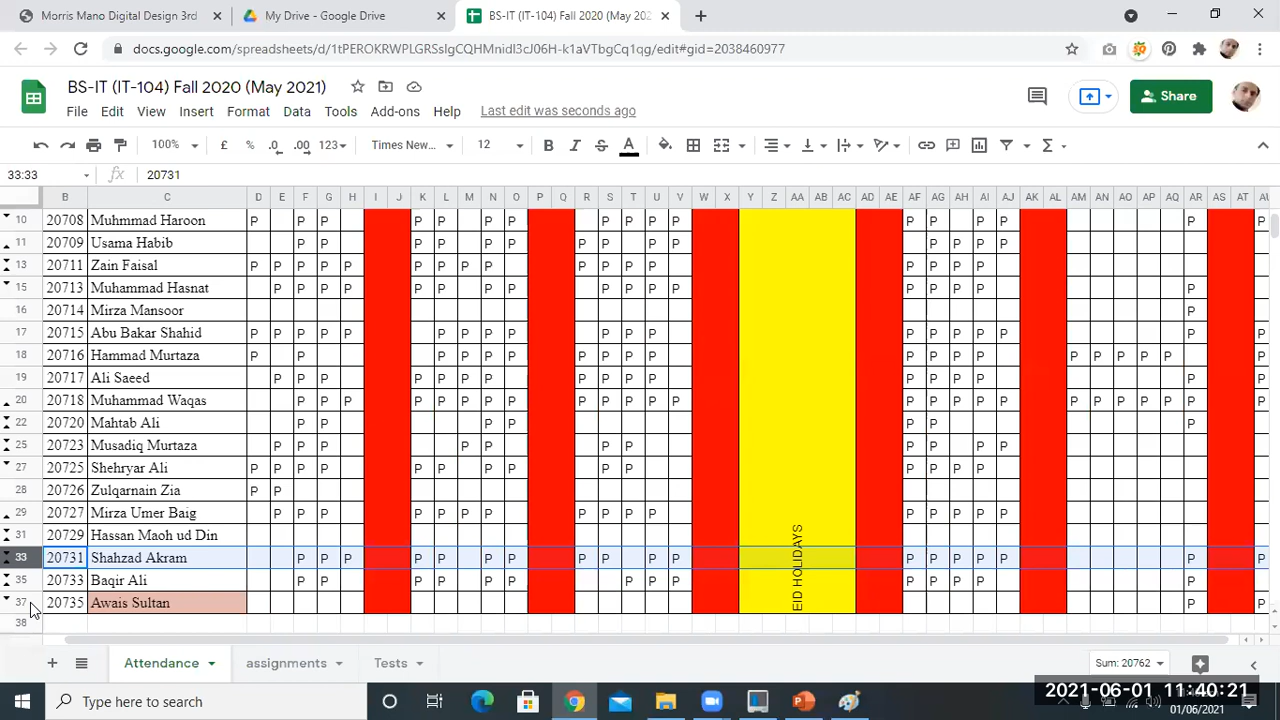 Morris Mano Digital Design 3rd
My Drive - Google Drive
BS-IT (IT-104) Fall 2020 (May 202
docs.google.com/spreadsheets/d/1tPEROKRWPLGRSsIgCQHMnidI3cJ06H-k1aVTbgCq1qg/edit#gid=2038460977
BS-IT (IT-104) Fall 2020 (May 2021)
Share
File Edit View Insert Format Data Tools Add-ons Help Last edit was seconds ago
100% £ % .0 .00 123 Times New... 12 B I S A
33:33 fx 20731
B C D E F G H I J K L M N O P Q R S T U V W X Y Z AA AB AC AD AE AF AG AH AI AJ AK AL AM AN AO AP AQ AR AS AT AU
10 20708 Muhmmad Haroon P P P P P P P P P P P P P P P P P P P P P
11 20709 Usama Habib P P P P P P P P P P P P P P
13 20711 Zain Faisal P P P P P P P P P P P P P P P P P
15 20713 Muhammad Hasnat P P P P P P P P P P P P P P P P P
16 20714 Mirza Mansoor P
17 20715 Abu Bakar Shahid P P P P P P P P P P P P P P P P P P
18 20716 Hammad Murtaza P P P P P P P P P P P P P P P P P P P P
19 20717 Ali Saeed P P P P P P P P P P P P P P P P P
20 20718 Muhammad Waqas P P P P P P P P P P P P P P P P P P P P P P P
22 20720 Mahtab Ali P P P P P P P
25 20723 Musadiq Murtaza P P P P P P P P P P P P
27 20725 Shehryar Ali P P P P P P P P P P P P P P
28 20726 Zulqarnain Zia P P
29 20727 Mirza Umer Baig P P P P P P P P P P P P P P P
31 20729 Hassan Maoh ud Din
33 20731 Shahzad Akram P P P P P P P P P P P P P P P P P P
35 20733 Baqir Ali P P P P P P P P P P P P P P
37 20735 Awais Sultan P P
EID HOLIDAYS
38
Attendance assignments Tests Sum: 20762
Type here to search
2021-06-01 11:40:21
01/06/2021